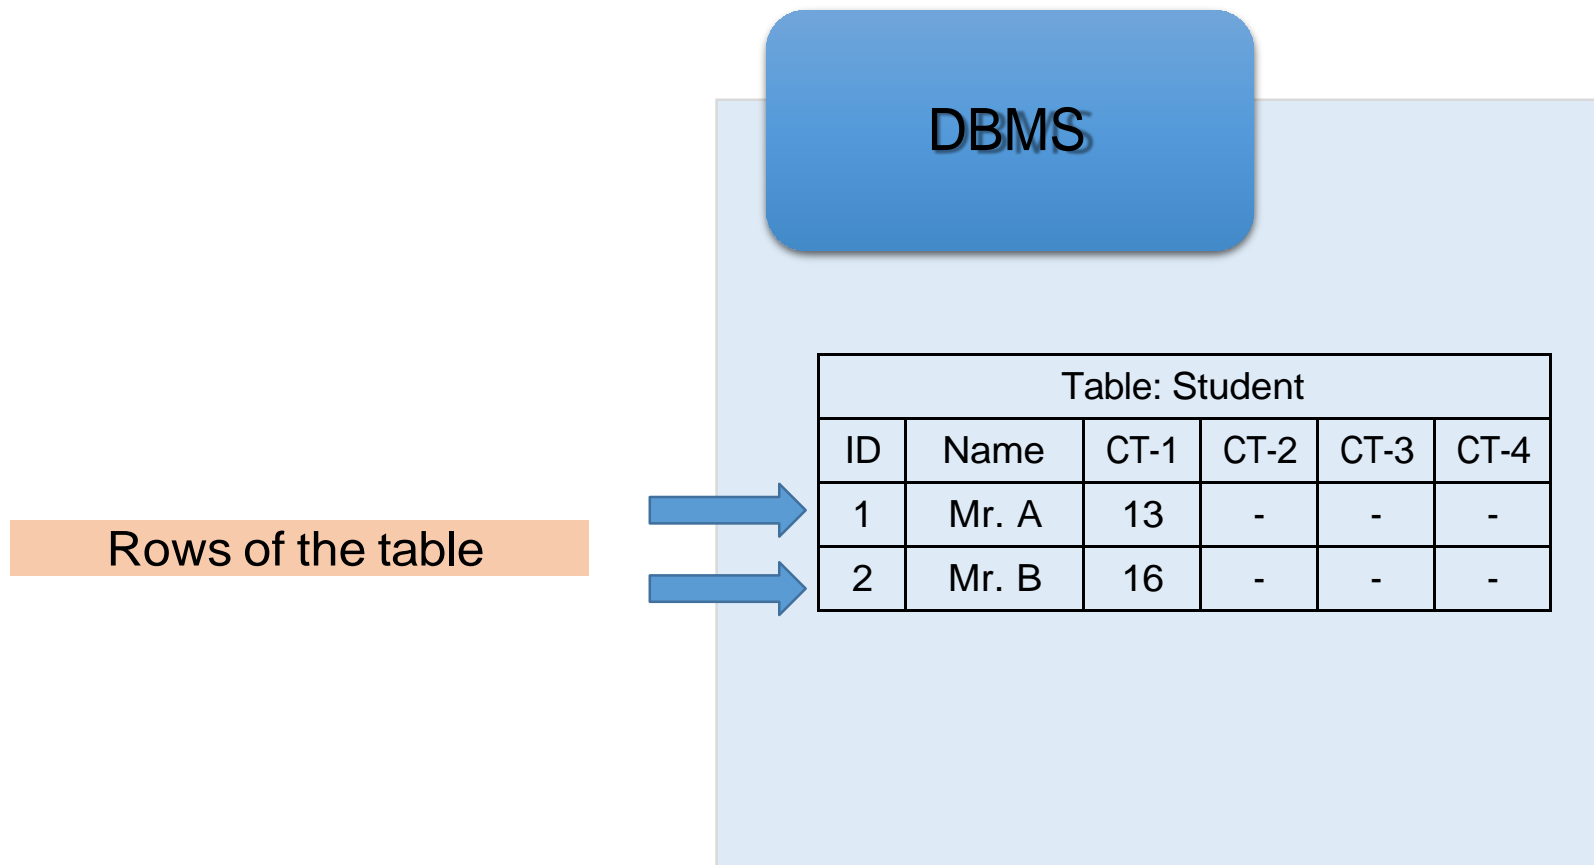 DBMS
Table: Student
ID Name CT-1 CT-2 CT-3 CT-4
1 Mr. A 13 - - -
Rows of the table
2 Mr. B 16 - - -